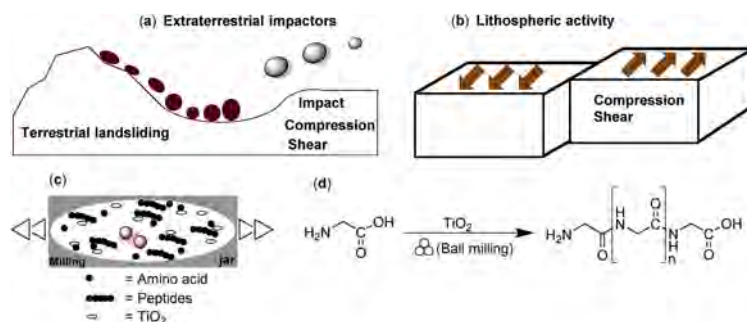 (a) Extraterrestrial impactors
Terrestrial landsliding
Impact
Compression
Shear
(b) Lithospheric activity
Compression
Shear
(c)
Milling
jar
= Amino acid
= Peptides
= TiO₂
(d)
H₂N
OH
O
TiO₂
(Ball milling)
H₂N
O
H
N
O
n
N
H
O
OH